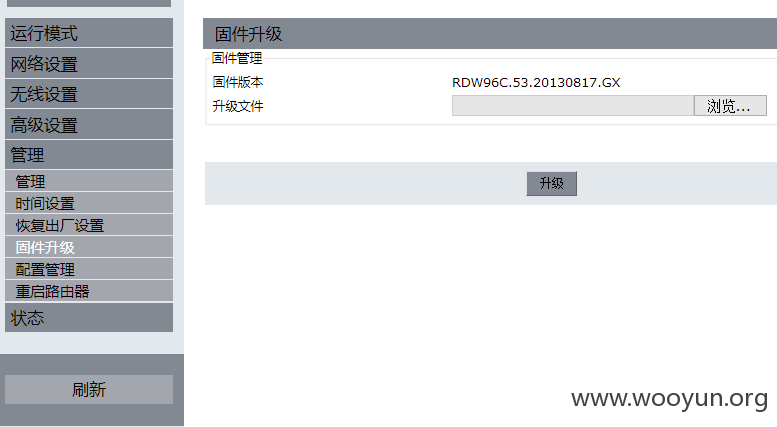 运行模式
网络设置
无线设置
高级设置
管理
管理
时间设置
恢复出厂设置
固件升级
配置管理
重启路由器
状态
刷新
固件升级
固件管理
固件版本 RDW96C.53.20130817.GX
升级文件 浏览...
升级
www.wooyun.org